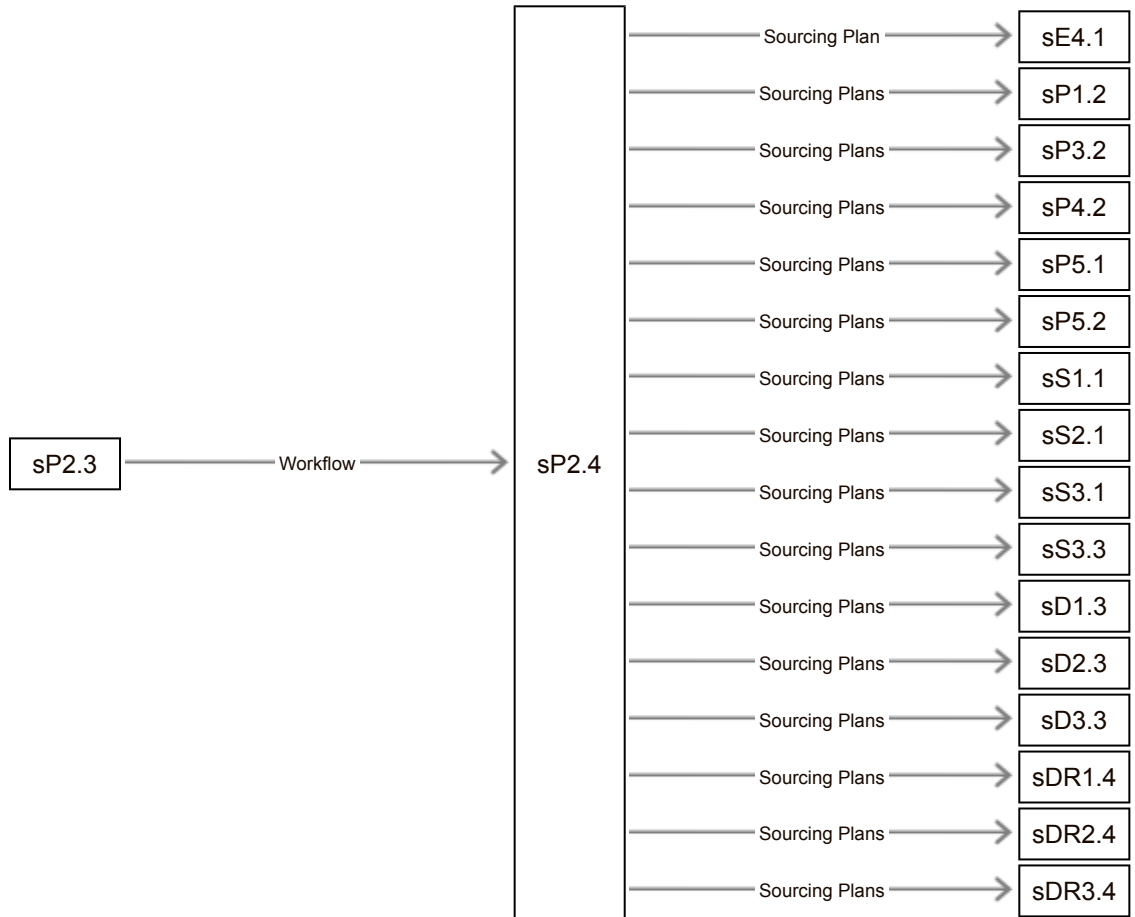 Sourcing Plan sE4.1
Sourcing Plans sP1.2
Sourcing Plans sP3.2
Sourcing Plans sP4.2
Sourcing Plans sP5.1
Sourcing Plans sP5.2
Sourcing Plans sS1.1
Sourcing Plans sS2.1
sP2.3 Workflow sP2.4
Sourcing Plans sS3.1
Sourcing Plans sS3.3
Sourcing Plans sD1.3
Sourcing Plans sD2.3
Sourcing Plans sD3.3
Sourcing Plans sDR1.4
Sourcing Plans sDR2.4
Sourcing Plans sDR3.4